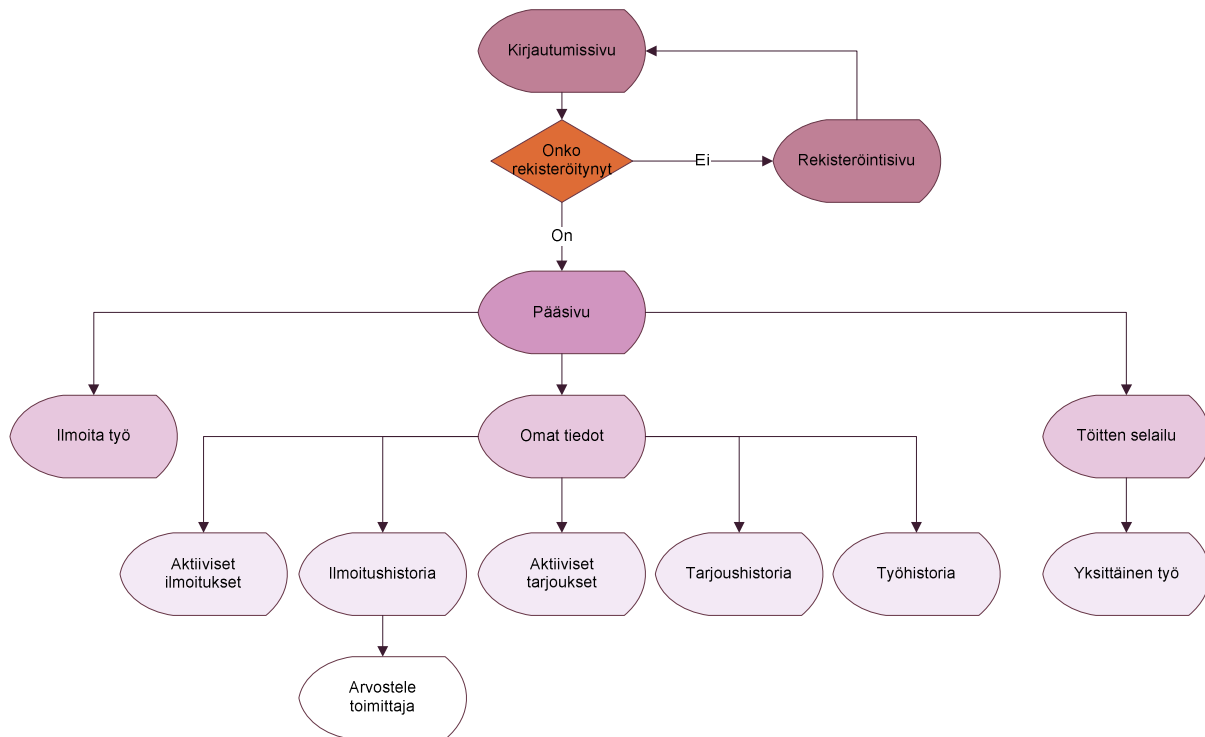 Kirjautumissivu
Onko
rekisteröitynyt
Ei
Rekisteröintisivu
On
Pääsivu
Ilmoita työ
Omat tiedot
Töitten selailu
Aktiiviset
ilmoitukset
Ilmoitushistoria
Aktiiviset
tarjoukset
Tarjoushistoria
Työhistoria
Yksittäinen työ
Arvostele
toimittaja